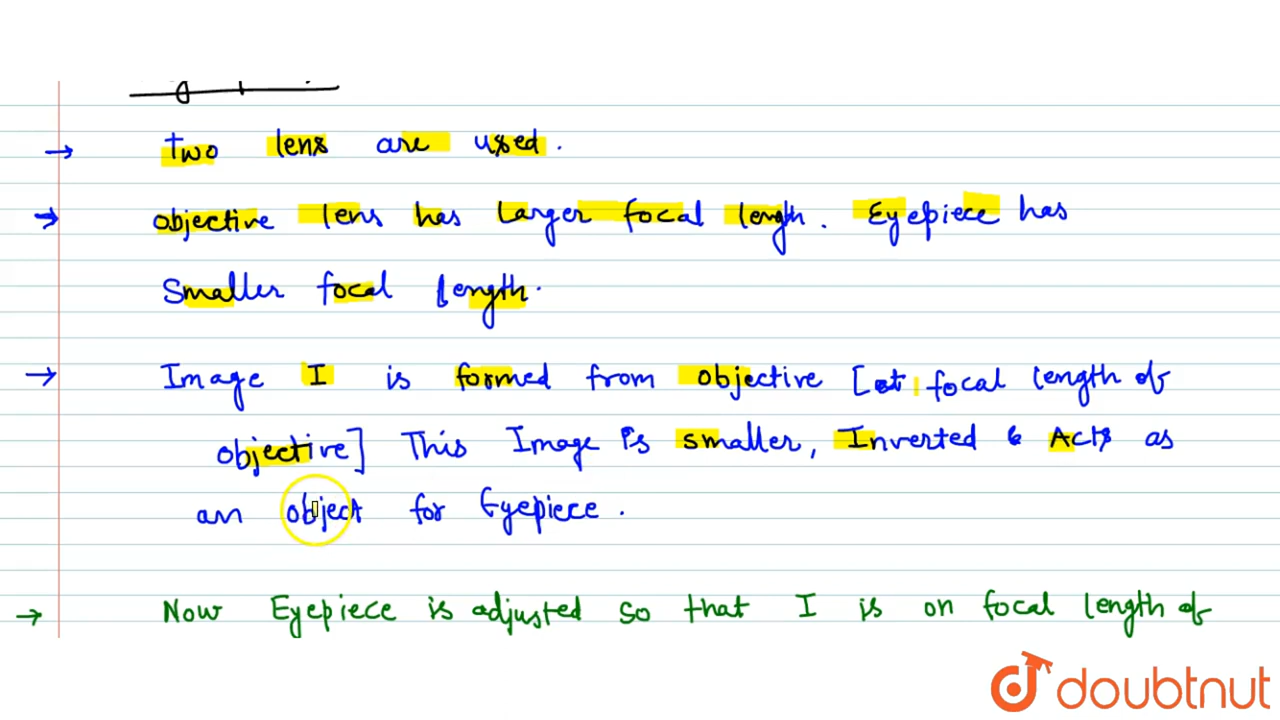 → Two lens are used.
→ objective lens has larger focal length. Eyepiece has
smaller focal length.
→ Image I is formed from objective [at focal length of
objective] This Image is smaller, Inverted & Acts as
an object for Eyepiece.
→ Now Eyepiece is adjusted so that I is on focal length of
doubtnut